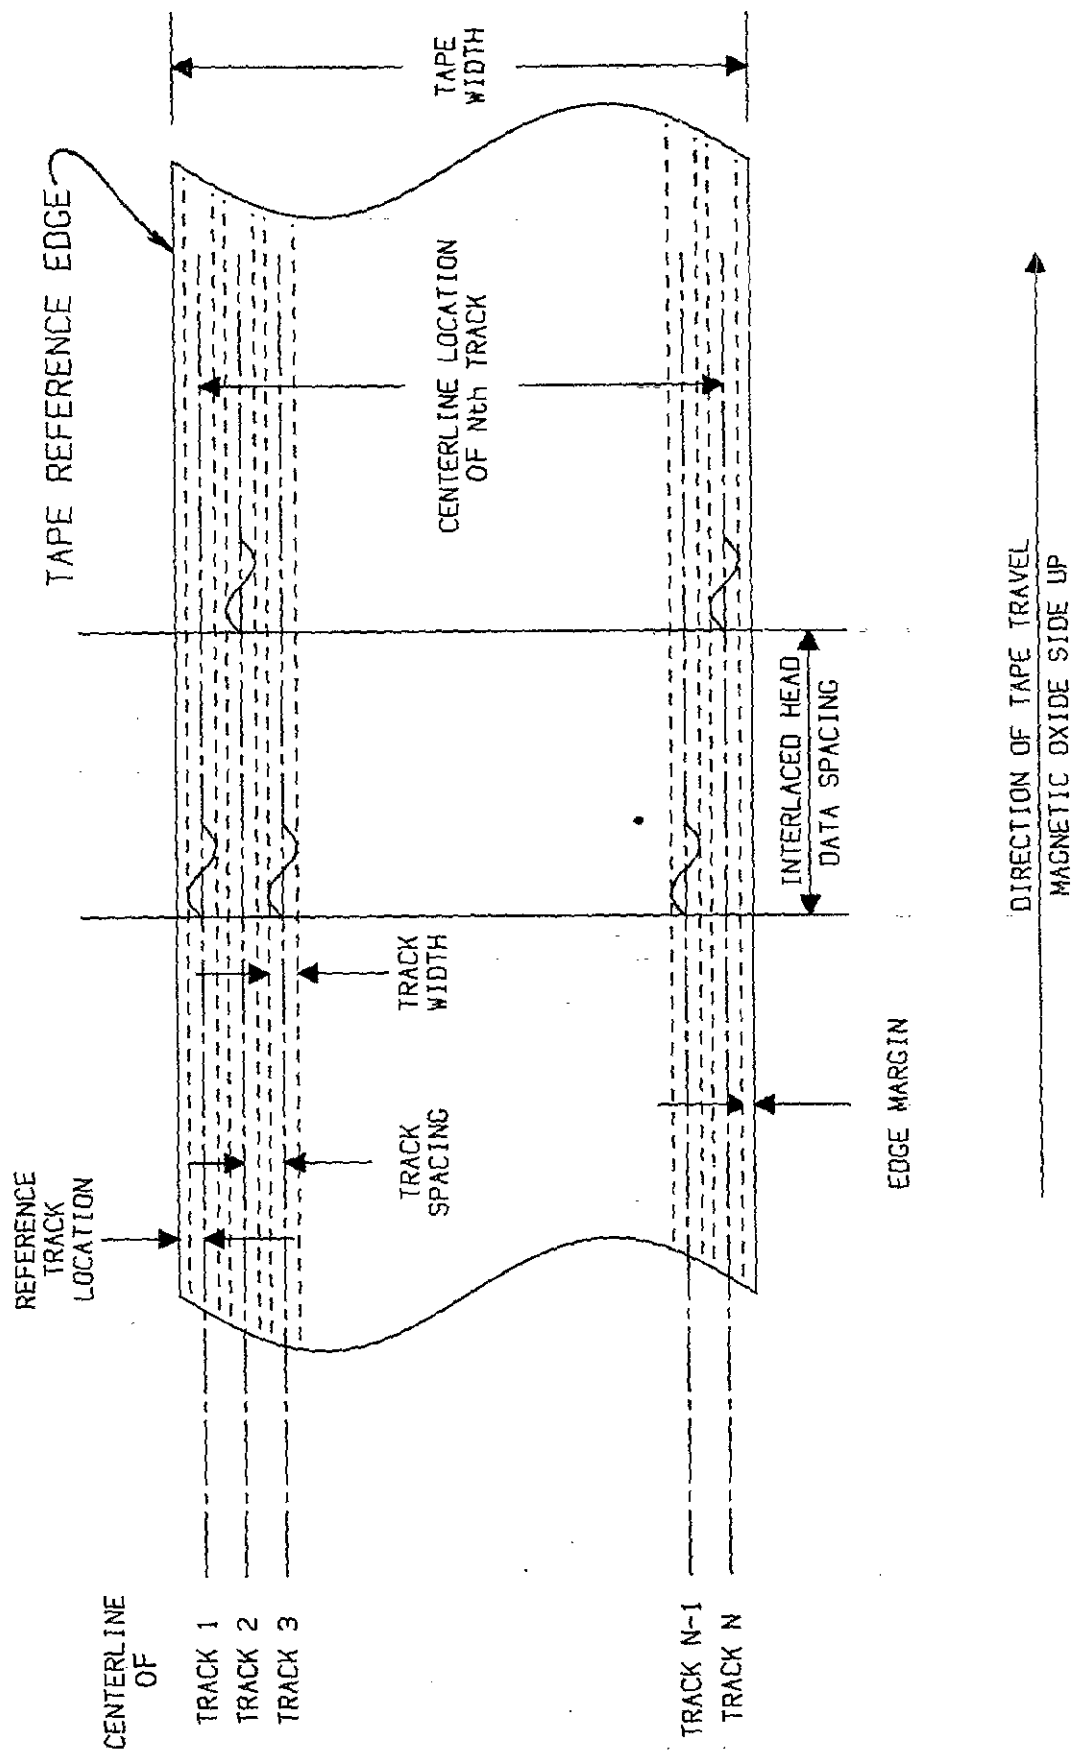 TAPE REFERENCE EDGE
TAPE
WIDTH
REFERENCE
TRACK
LOCATION
CENTERLINE
OF
TRACK 1
TRACK 2
TRACK 3
TRACK
SPACING
TRACK
WIDTH
CENTERLINE LOCATION
OF Nth TRACK
TRACK N-1
TRACK N
EDGE MARGIN
INTERLACED HEAD
DATA SPACING
DIRECTION OF TAPE TRAVEL
MAGNETIC OXIDE SIDE UP